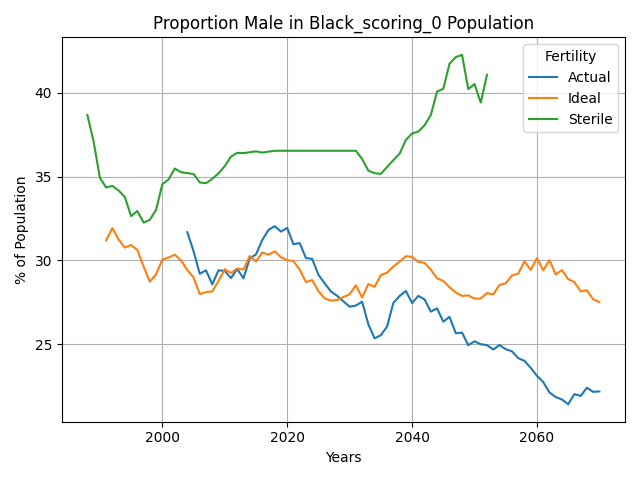 Proportion Male in Black_scoring_0 Population
Fertility
Actual
Ideal
Sterile
% of Population
40
35
30
25
2000
2020
2040
2060
Years